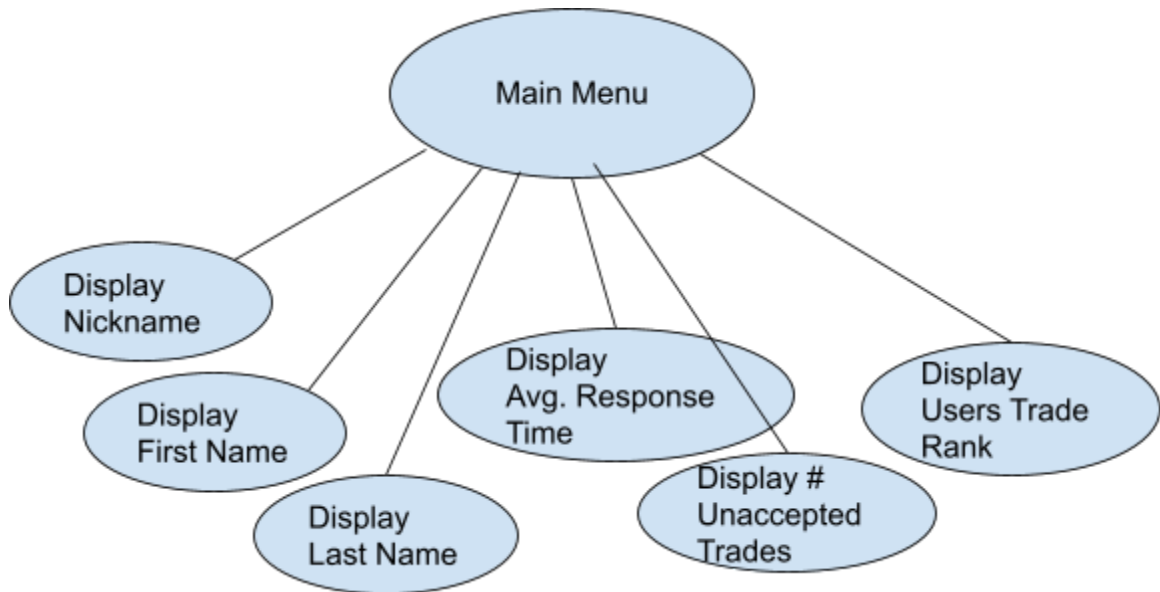 Main Menu
Display
Nickname
Display
First Name
Display
Last Name
Display
Avg. Response
Time
Display #
Unaccepted
Trades
Display
Users Trade
Rank